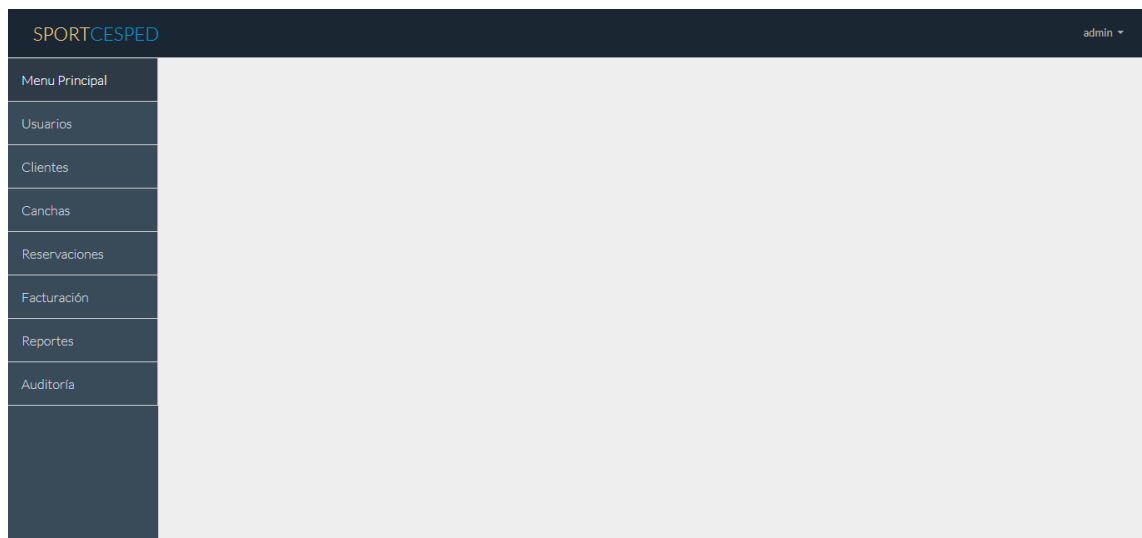 SPORTCESPED
admin
Menu Principal
Usuarios
Clientes
Canchas
Reservaciones
Facturación
Reportes
Auditoría